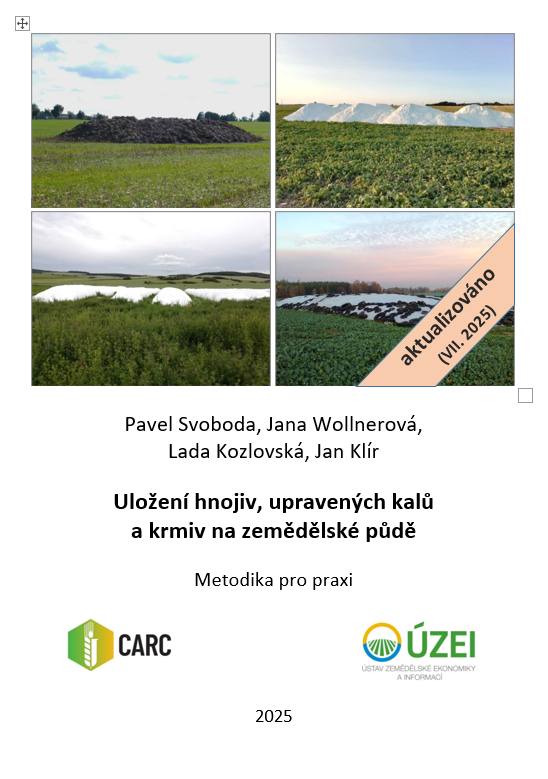 aktualizováno
(VII. 2025)
Pavel Svoboda, Jana Wollnerová,
Lada Kozlovská, Jan Klír
Uložení hnojiv, upravených kalů
a krmiv na zemědělské půdě
Metodika pro praxi
CARC
ÚZEI
ÚSTAV ZEMĚDĚLSKÉ EKONOMIKY
A INFORMACÍ
2025